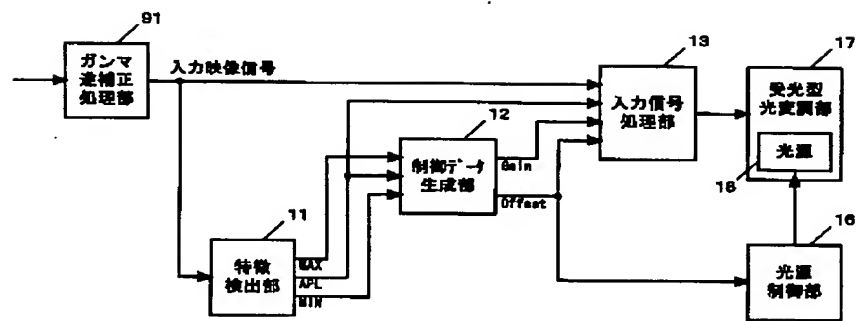 91
ガンマ
逆補正
処理部
入力映像信号
13
入力信号
処理部
17
受光型
光変調部
光源
18
12
制御データ
生成部
Gain
Offset
11
特徴
検出部
MAX
APL
MIN
16
光源
制御部